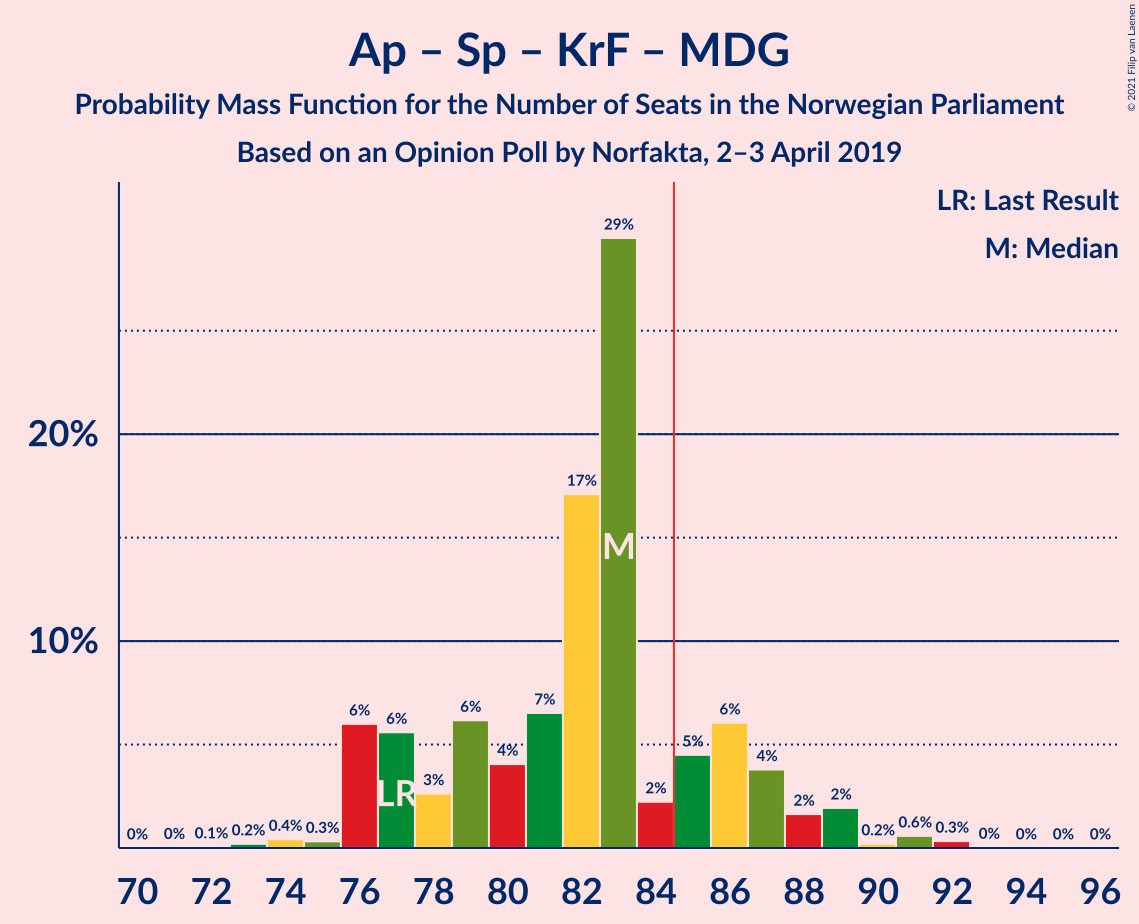 Ap – Sp – KrF – MDG
Probability Mass Function for the Number of Seats in the Norwegian Parliament
Based on an Opinion Poll by Norfakta, 2–3 April 2019
© 2021 Filip van Laenen
LR: Last Result
M: Median
20%
10%
0% 0% 0.1% 0.2% 0.4% 0.3% 6% 6% 3% 6% 4% 7% 17% 29% 2% 5% 6% 4% 2% 2% 0.2% 0.6% 0.3% 0% 0% 0% 0%
LR
M
70 72 74 76 78 80 82 84 86 88 90 92 94 96